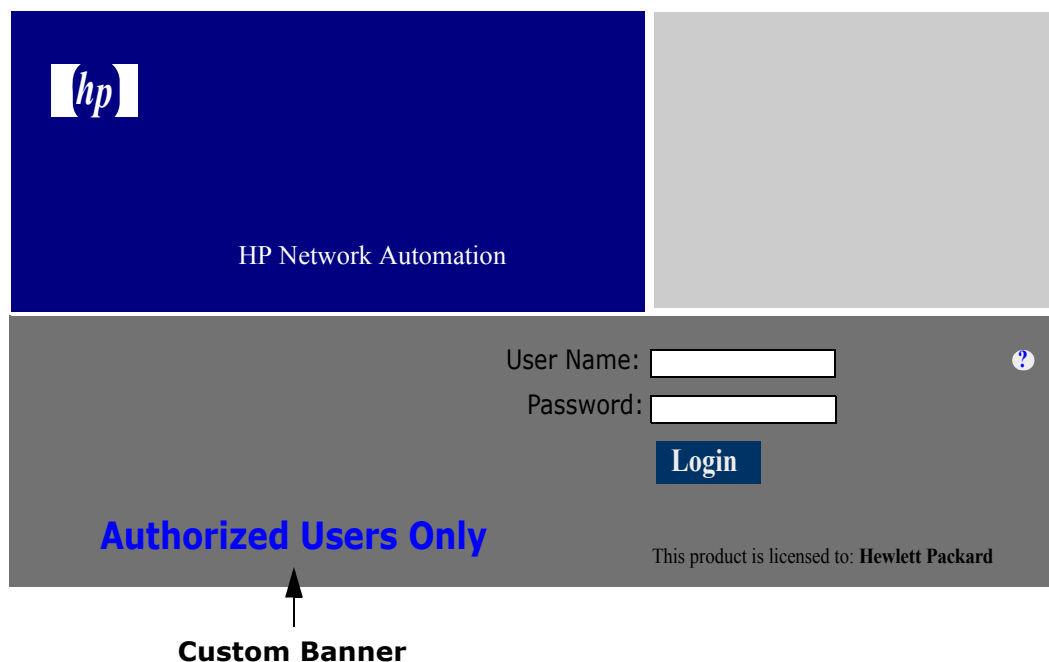 hp
HP Network Automation
User Name:
?
Password:
Login
Authorized Users Only
This product is licensed to: Hewlett Packard
Custom Banner